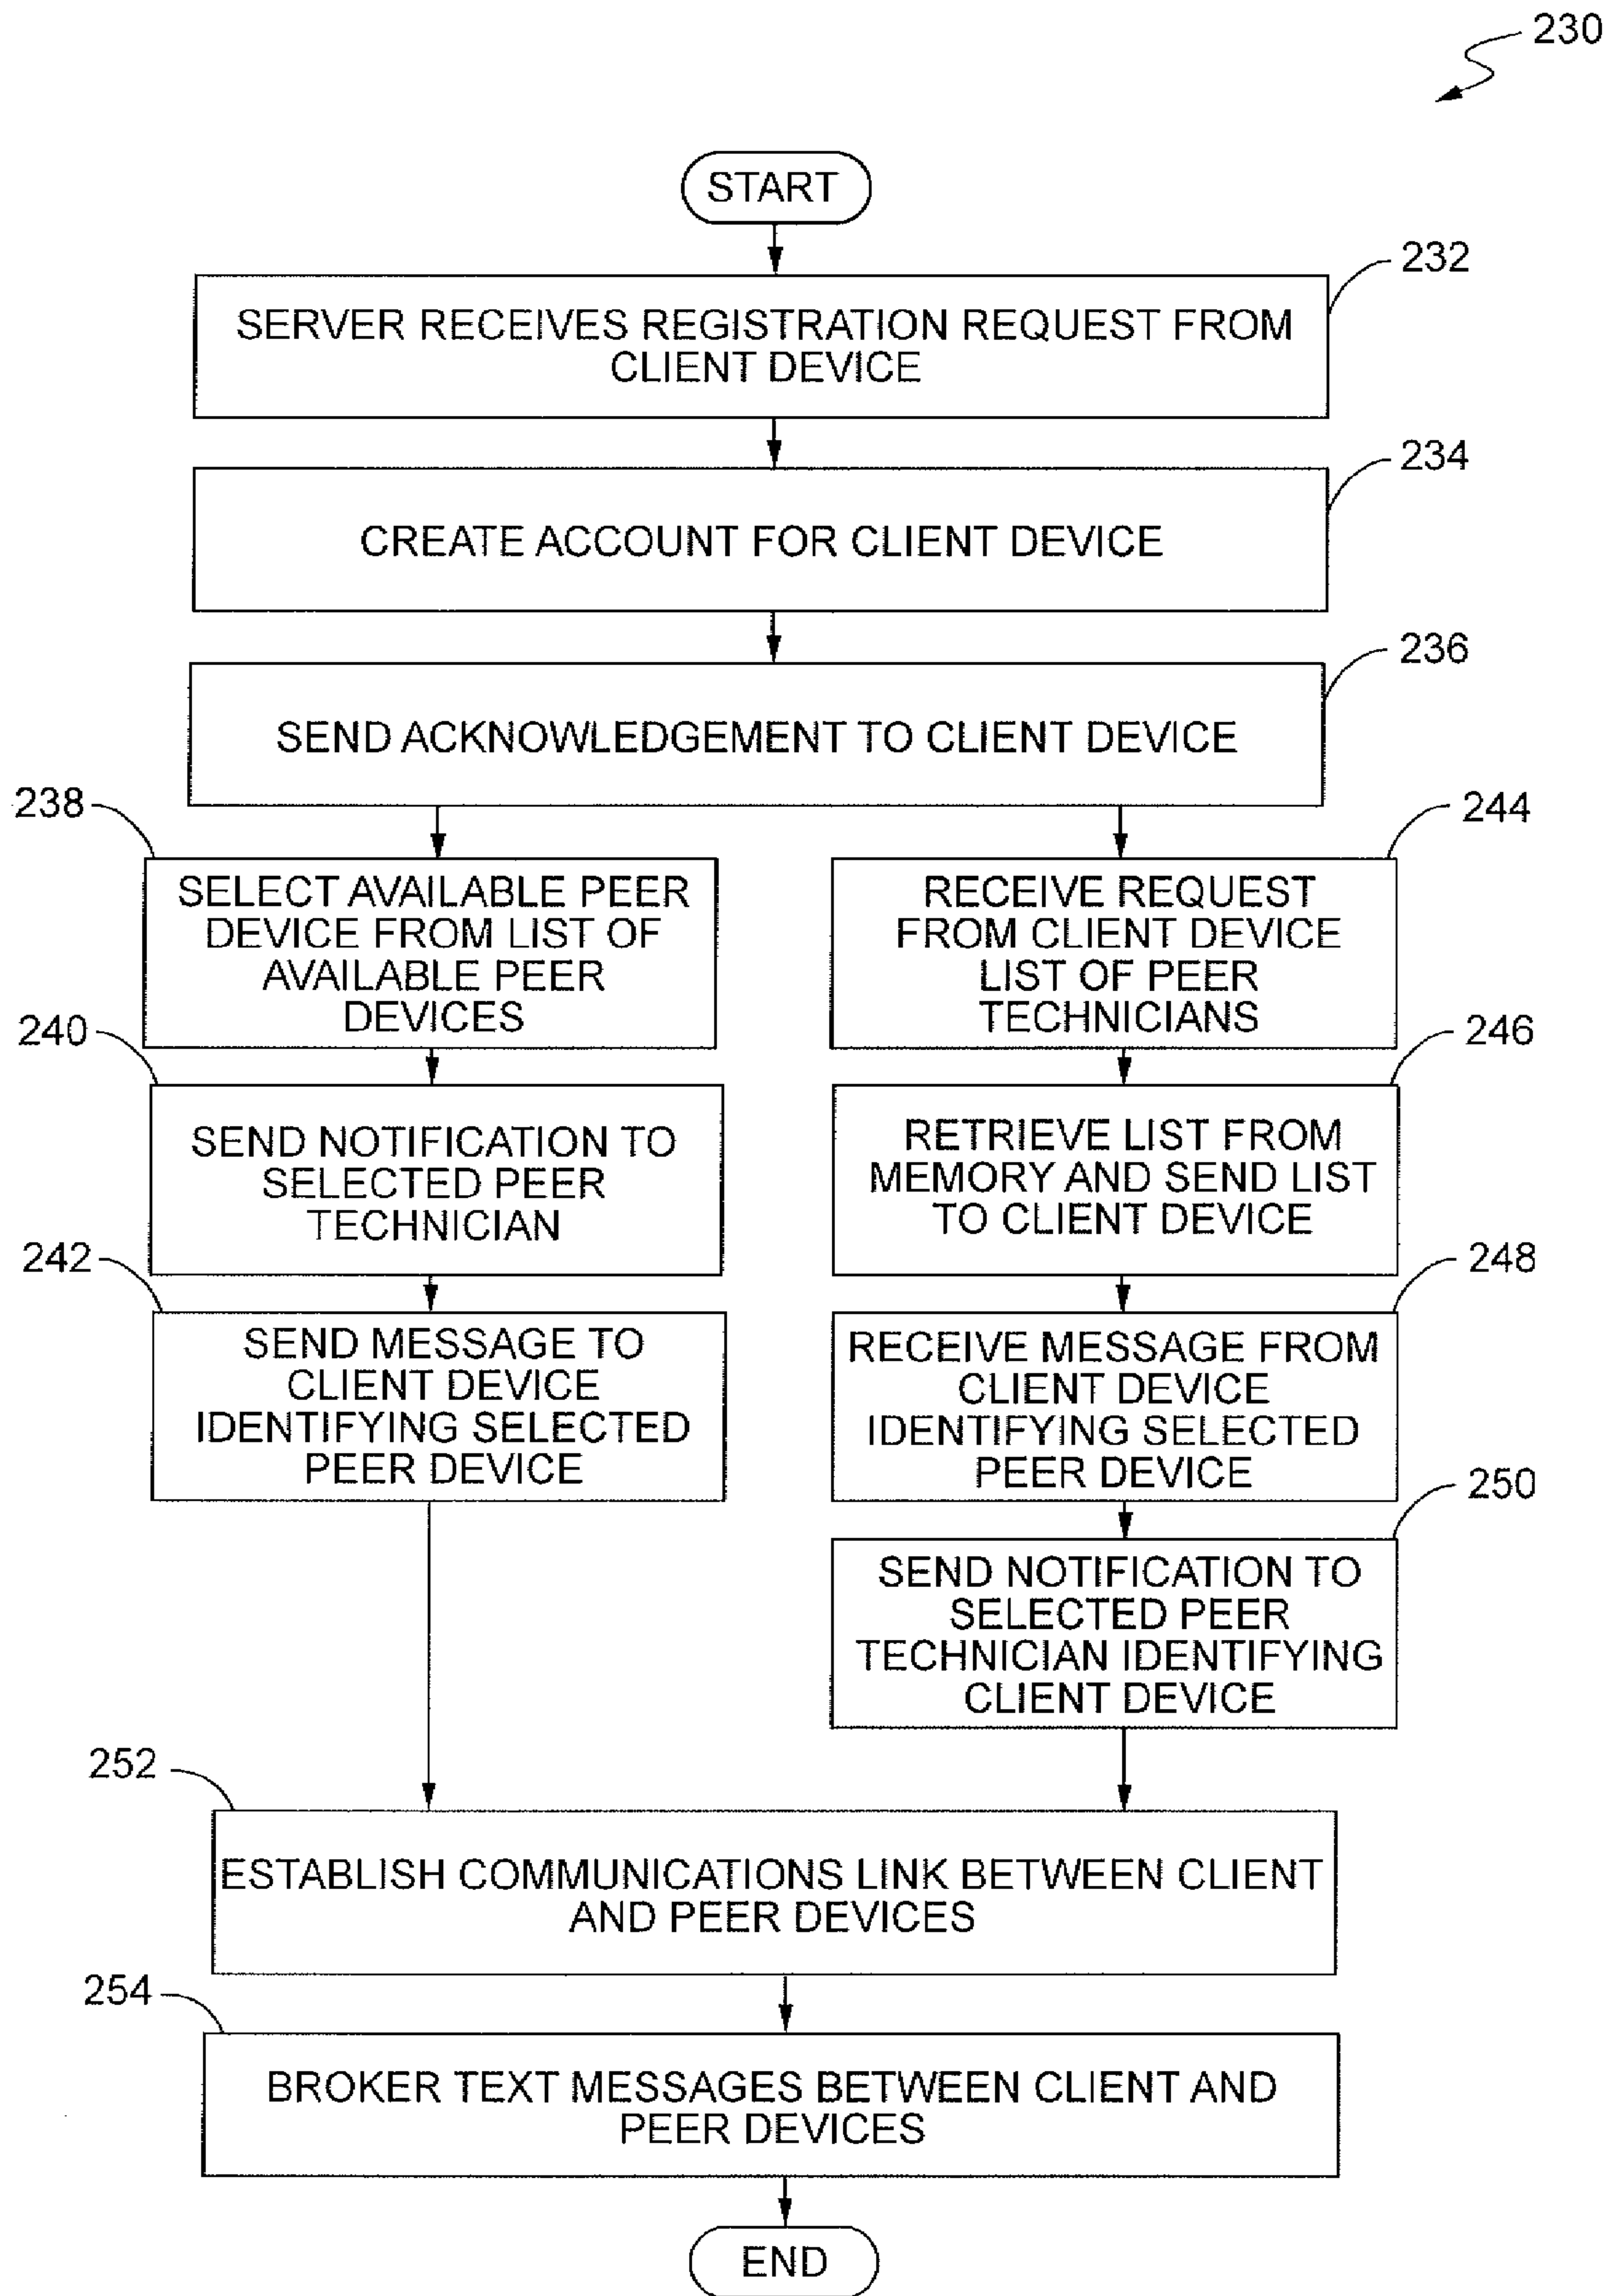 230
START
232
SERVER RECEIVES REGISTRATION REQUEST FROM
CLIENT DEVICE
234
CREATE ACCOUNT FOR CLIENT DEVICE
236
SEND ACKNOWLEDGEMENT TO CLIENT DEVICE
238
SELECT AVAILABLE PEER
DEVICE FROM LIST OF
AVAILABLE PEER
DEVICES
240
SEND NOTIFICATION TO
SELECTED PEER
TECHNICIAN
242
SEND MESSAGE TO
CLIENT DEVICE
IDENTIFYING SELECTED
PEER DEVICE
244
RECEIVE REQUEST
FROM CLIENT DEVICE
LIST OF PEER
TECHNICIANS
246
RETRIEVE LIST FROM
MEMORY AND SEND LIST
TO CLIENT DEVICE
248
RECEIVE MESSAGE FROM
CLIENT DEVICE
IDENTIFYING SELECTED
PEER DEVICE
250
SEND NOTIFICATION TO
SELECTED PEER
TECHNICIAN IDENTIFYING
CLIENT DEVICE
252
ESTABLISH COMMUNICATIONS LINK BETWEEN CLIENT
AND PEER DEVICES
254
BROKER TEXT MESSAGES BETWEEN CLIENT AND
PEER DEVICES
END